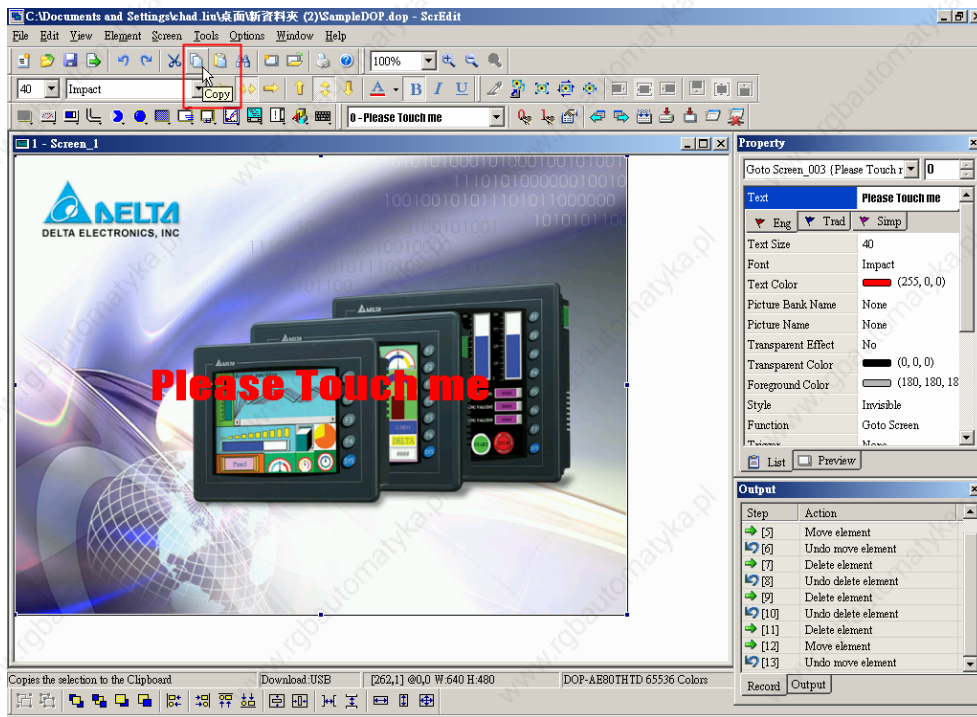 C:\Documents and Settings\chad.liu\桌面\新資料夾 (2)\SampleDOP.dop - ScrEdit
File Edit View Element Screen Tools Options Window Help
100%
40 Impact
Copy
0 - Please Touch me
1 - Screen_1
DELTA
DELTA ELECTRONICS, INC
Please Touch me
Property
Goto Screen_003 {Please Touch r 0
Text Please Touch me
Eng Trad Simp
Text Size 40
Font Impact
Text Color (255, 0, 0)
Picture Bank Name None
Picture Name None
Transparent Effect No
Transparent Color (0, 0, 0)
Foreground Color (180, 180, 18
Style Invisible
Function Goto Screen
Trigger None
List Preview
Output
Step Action
[5] Move element
[6] Undo move element
[7] Delete element
[8] Undo delete element
[9] Delete element
[10] Undo delete element
[11] Delete element
[12] Move element
[13] Undo move element
Record Output
Copies the selection to the Clipboard Download:USB [262,1] @0,0 W:640 H:480 DOP-AE80THTD 65536 Colors
www.rgbautomatyka.pl